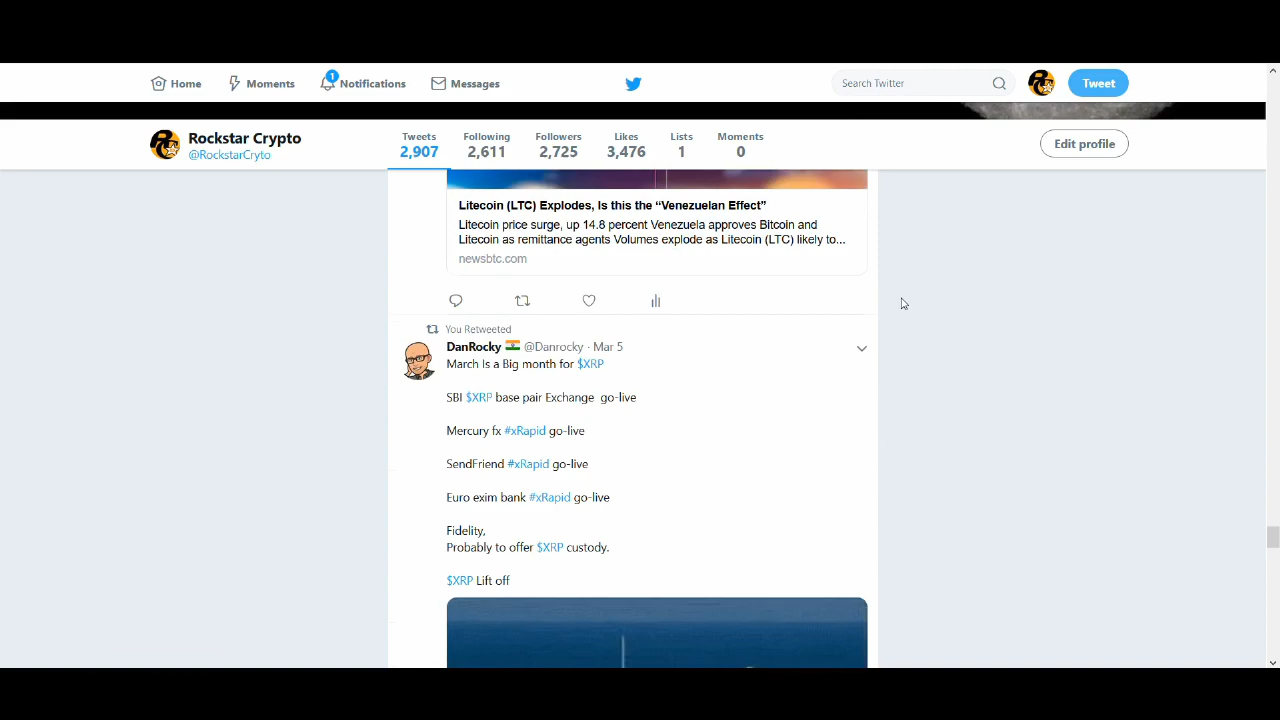 Home
Moments
1
Notifications
Messages
Search Twitter
Tweet
Rockstar Crypto
@RockstarCryto
Tweets
2,907
Following
2,611
Followers
2,725
Likes
3,476
Lists
1
Moments
0
Edit profile
Litecoin (LTC) Explodes, Is this the “Venezuelan Effect”
Litecoin price surge, up 14.8 percent Venezuela approves Bitcoin and
Litecoin as remittance agents Volumes explode as Litecoin (LTC) likely to...
newsbtc.com
You Retweeted
DanRocky @Danrocky · Mar 5
March Is a Big month for $XRP
SBI $XRP base pair Exchange go-live
Mercury fx #xRapid go-live
SendFriend #xRapid go-live
Euro exim bank #xRapid go-live
Fidelity,
Probably to offer $XRP custody.
$XRP Lift off